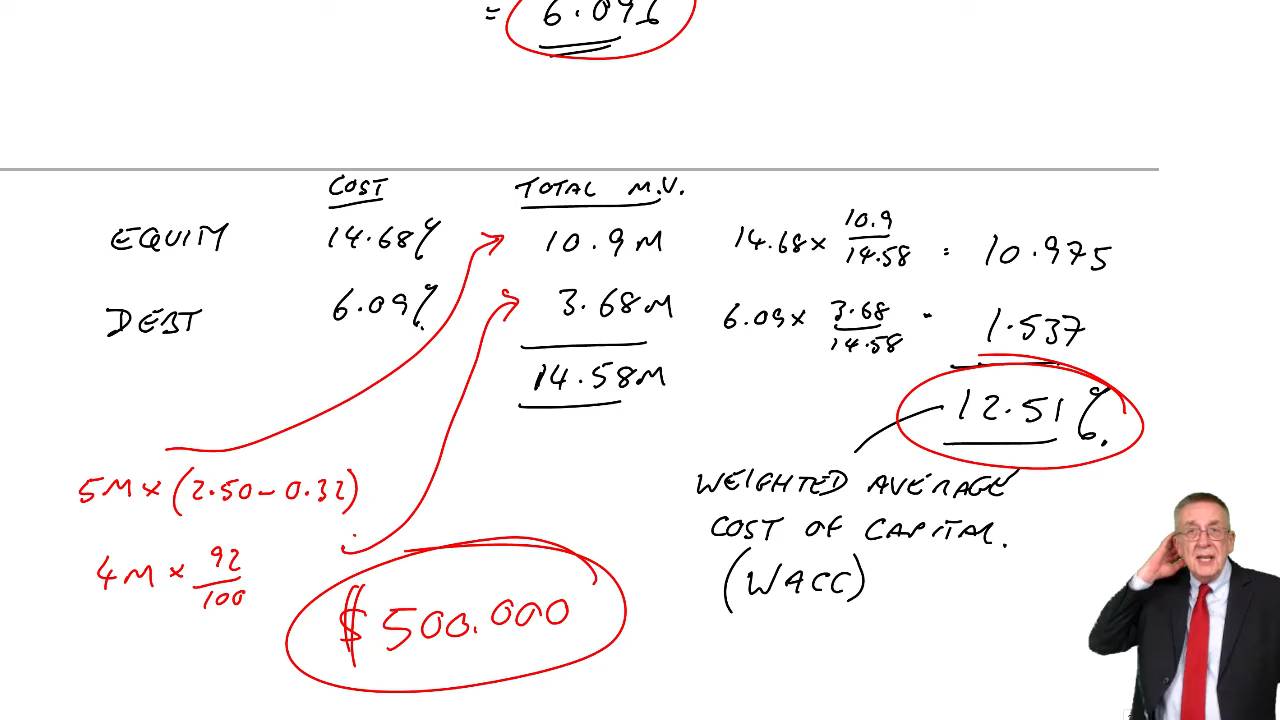 = 6.09%
COST TOTAL M.V.
EQUITY 14.68% 10.9M 14.68 × 10.9/14.58 = 10.975
DEBT 6.09% 3.68M 6.09 × 3.68/14.58 = 1.537
14.58M 12.51%
5M × (2.50 - 0.32)
WEIGHTED AVERAGE
COST OF CAPITAL.
(WACC)
4M × 92/100
$500.000